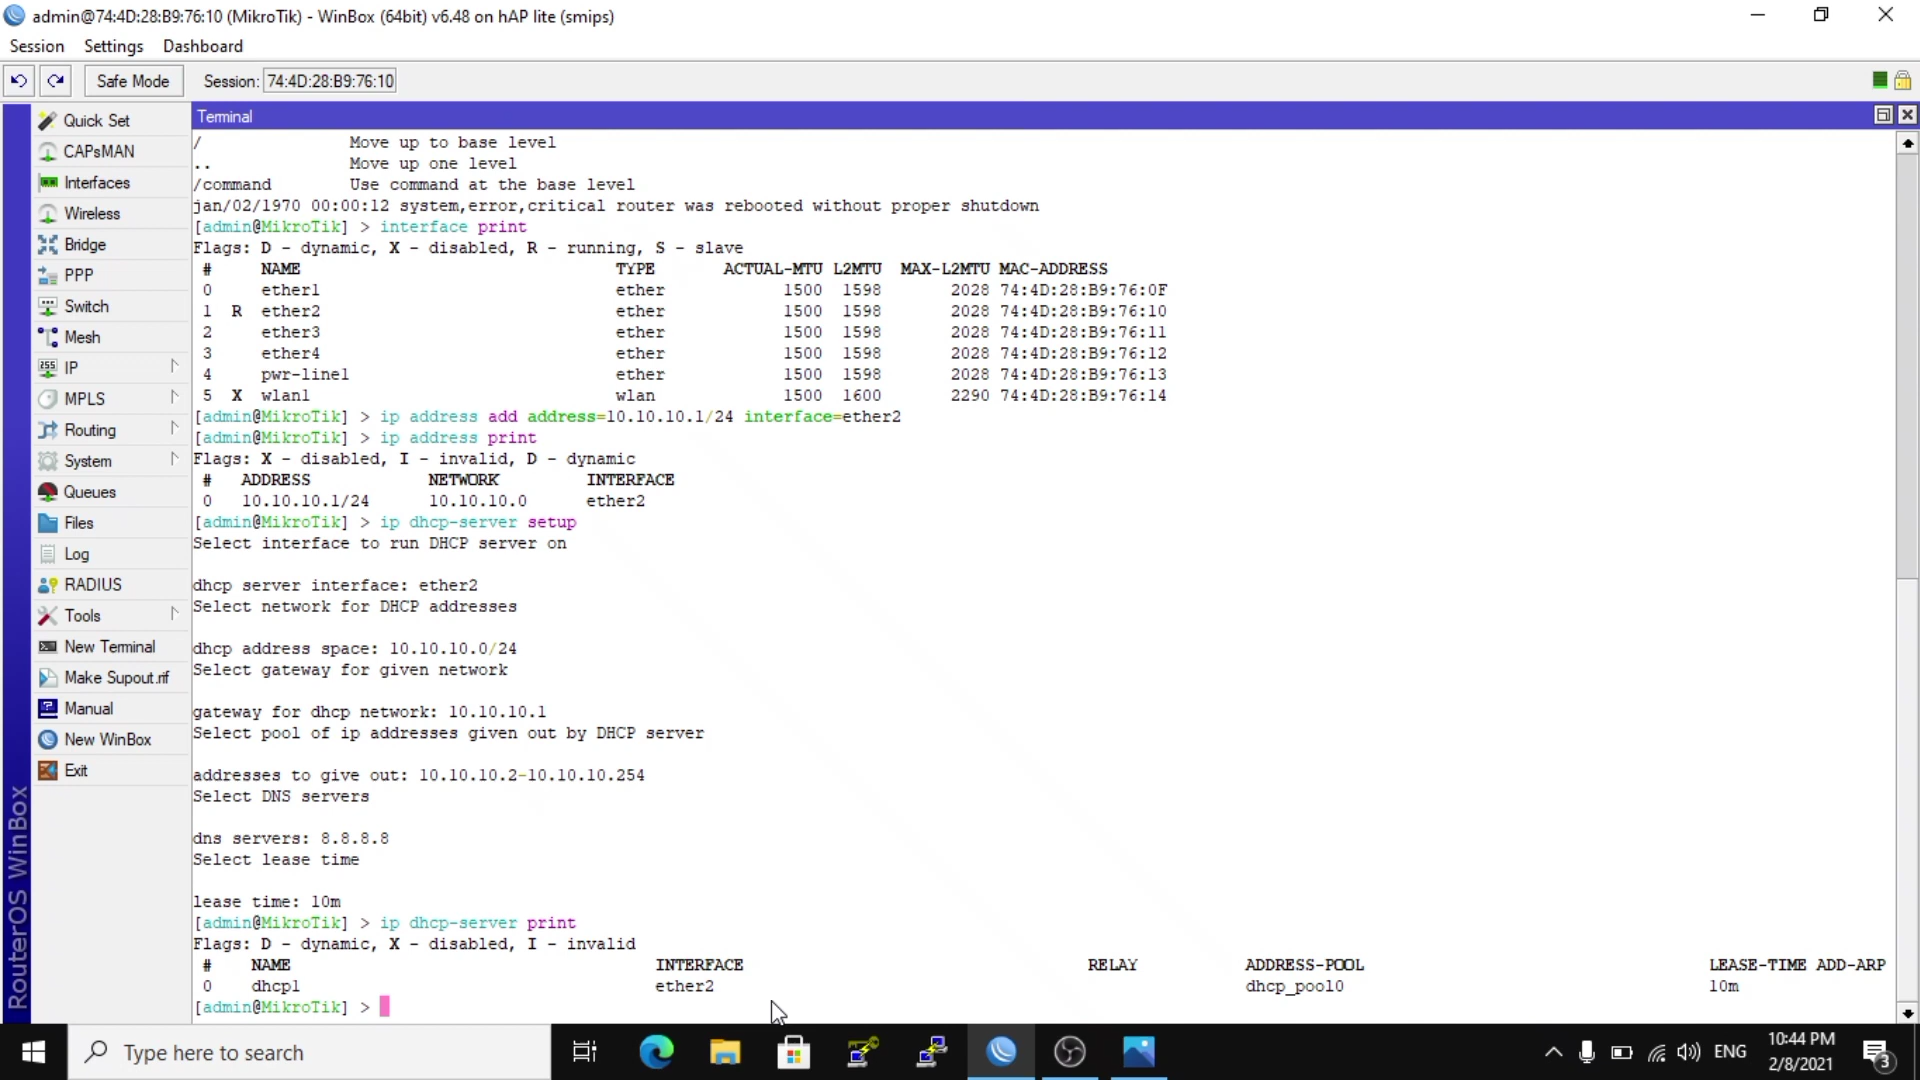 admin@74:4D:28:B9:76:10 (MikroTik) - WinBox (64bit) v6.48 on hAP lite (smips)
Session Settings Dashboard
Safe Mode Session: 74:4D:28:B9:76:10
Quick Set
CAPsMAN
Interfaces
Wireless
Bridge
PPP
Switch
Mesh
IP
MPLS
Routing
System
Queues
Files
Log
RADIUS
Tools
New Terminal
Make Supout.rif
Manual
New WinBox
Exit
RouterOS WinBox
Terminal
/ Move up to base level
.. Move up one level
/command Use command at the base level
jan/02/1970 00:00:12 system,error,critical router was rebooted without proper shutdown
[admin@MikroTik] > interface print
Flags: D - dynamic, X - disabled, R - running, S - slave
# NAME TYPE ACTUAL-MTU L2MTU MAX-L2MTU MAC-ADDRESS
0 ether1 ether 1500 1598 2028 74:4D:28:B9:76:0F
1 R ether2 ether 1500 1598 2028 74:4D:28:B9:76:10
2 ether3 ether 1500 1598 2028 74:4D:28:B9:76:11
3 ether4 ether 1500 1598 2028 74:4D:28:B9:76:12
4 pwr-line1 ether 1500 1598 2028 74:4D:28:B9:76:13
5 X wlan1 wlan 1500 1600 2290 74:4D:28:B9:76:14
[admin@MikroTik] > ip address add address=10.10.10.1/24 interface=ether2
[admin@MikroTik] > ip address print
Flags: X - disabled, I - invalid, D - dynamic
# ADDRESS NETWORK INTERFACE
0 10.10.10.1/24 10.10.10.0 ether2
[admin@MikroTik] > ip dhcp-server setup
Select interface to run DHCP server on
dhcp server interface: ether2
Select network for DHCP addresses
dhcp address space: 10.10.10.0/24
Select gateway for given network
gateway for dhcp network: 10.10.10.1
Select pool of ip addresses given out by DHCP server
addresses to give out: 10.10.10.2-10.10.10.254
Select DNS servers
dns servers: 8.8.8.8
Select lease time
lease time: 10m
[admin@MikroTik] > ip dhcp-server print
Flags: D - dynamic, X - disabled, I - invalid
# NAME INTERFACE RELAY ADDRESS-POOL LEASE-TIME ADD-ARP
0 dhcp1 ether2 dhcp_pool0 10m
[admin@MikroTik] >
Type here to search
ENG
10:44 PM
2/8/2021
3